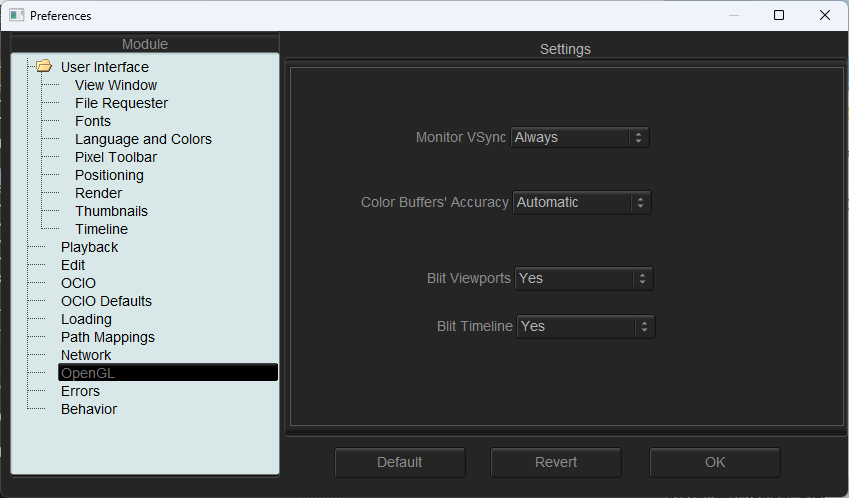 Preferences
Module
User Interface
View Window
File Requester
Fonts
Language and Colors
Pixel Toolbar
Positioning
Render
Thumbnails
Timeline
Playback
Edit
OCIO
OCIO Defaults
Loading
Path Mappings
Network
OpenGL
Errors
Behavior
Settings
Monitor VSync Always
Color Buffers' Accuracy Automatic
Blit Viewports Yes
Blit Timeline Yes
Default Revert OK